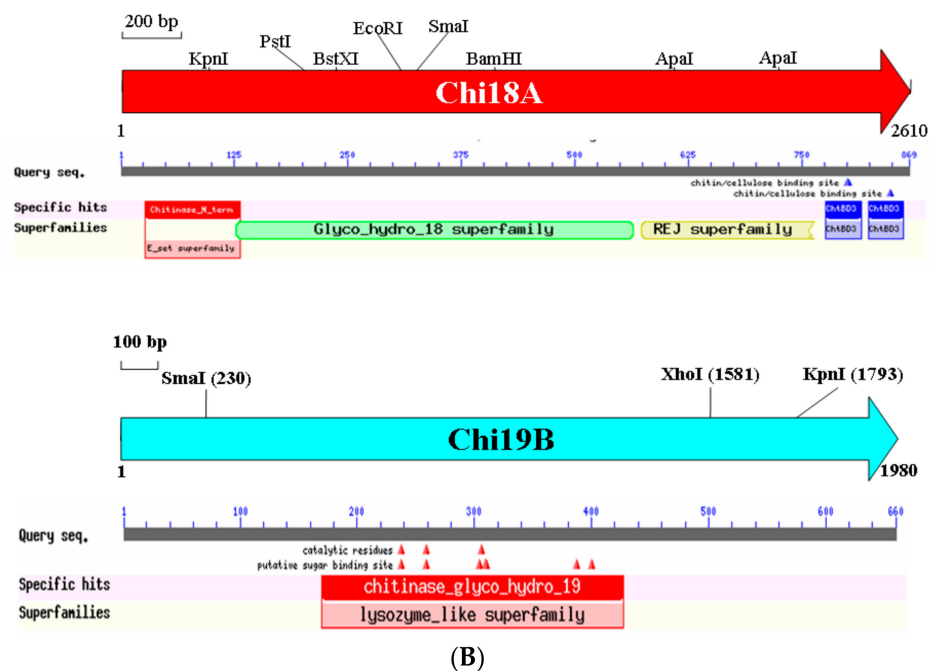 200 bp
EcoRI
SmaI
PstI
KpnI
BstXI
BamHI
ApaI
ApaI
Chi18A
1
2610
1 125 250 375 500 625 750 869
Query seq.
chitin/cellulose binding site
chitin/cellulose binding site
Specific hits
Chitinase_N_term
ChtBD3
ChtBD3
Superfamilies
Glyco_hydro_18 superfamily
REJ superfamily
ChtBD3
ChtBD3
E_set superfamily
100 bp
SmaI (230)
XhoI (1581)
KpnI (1793)
Chi19B
1
1980
1 100 200 300 400 500 600 660
Query seq.
catalytic residues
putative sugar binding site
Specific hits
chitinase_glyco_hydro_19
Superfamilies
lysozyme_like superfamily
(B)